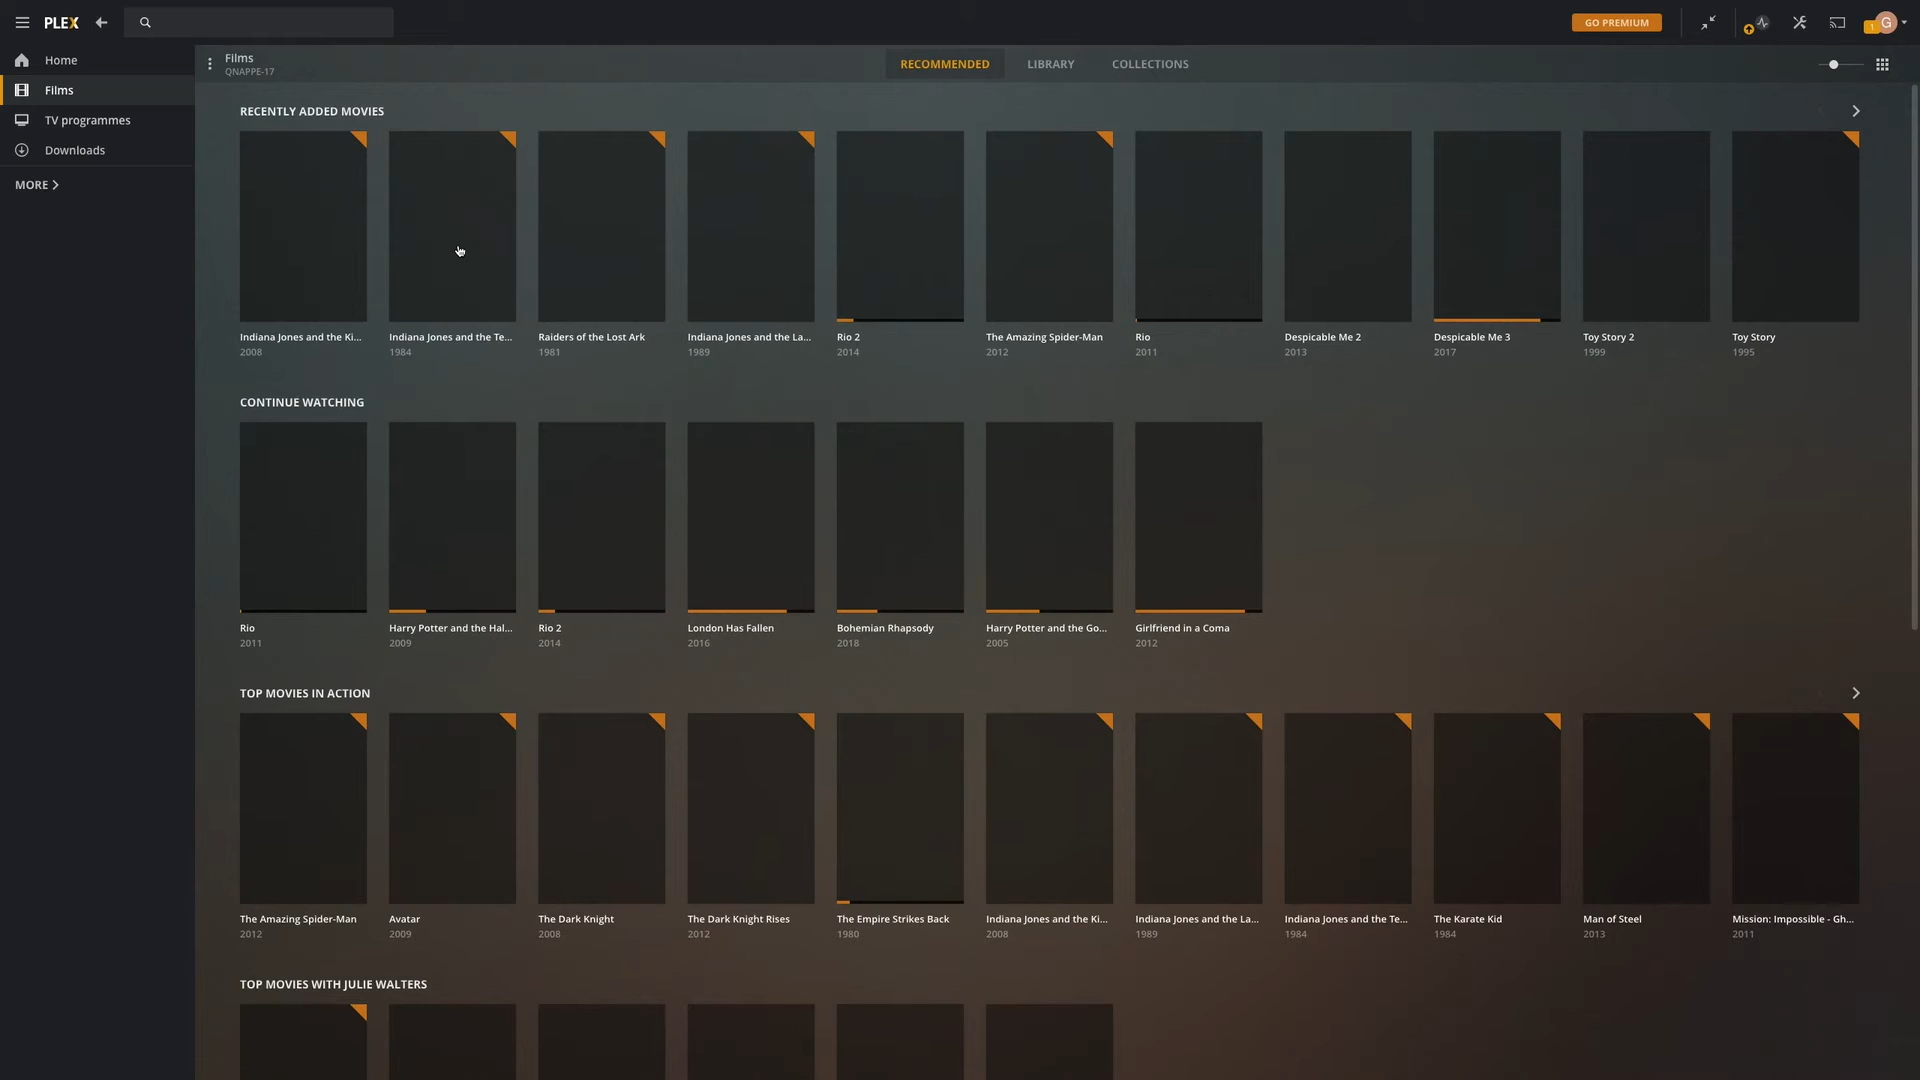 PLEX
GO PREMIUM
1
G
Home
Films
TV programmes
Downloads
MORE
Films
QNAPPE-17
RECOMMENDED
LIBRARY
COLLECTIONS
RECENTLY ADDED MOVIES
Indiana Jones and the Ki...
2008
Indiana Jones and the Te...
1984
Raiders of the Lost Ark
1981
Indiana Jones and the La...
1989
Rio 2
2014
The Amazing Spider-Man
2012
Rio
2011
Despicable Me 2
2013
Despicable Me 3
2017
Toy Story 2
1999
Toy Story
1995
CONTINUE WATCHING
Rio
2011
Harry Potter and the Hal...
2009
Rio 2
2014
London Has Fallen
2016
Bohemian Rhapsody
2018
Harry Potter and the Go...
2005
Girlfriend in a Coma
2012
TOP MOVIES IN ACTION
The Amazing Spider-Man
2012
Avatar
2009
The Dark Knight
2008
The Dark Knight Rises
2012
The Empire Strikes Back
1980
Indiana Jones and the Ki...
2008
Indiana Jones and the La...
1989
Indiana Jones and the Te...
1984
The Karate Kid
1984
Man of Steel
2013
Mission: Impossible - Gh...
2011
TOP MOVIES WITH JULIE WALTERS